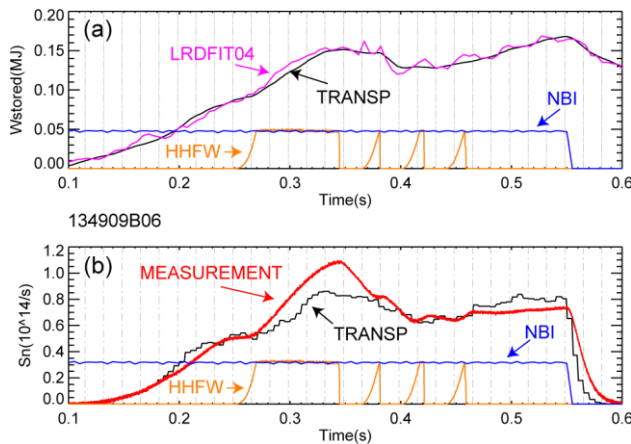 (a)
Wstored(MJ)
0.20
0.15
0.10
0.05
0.00
LRDFIT04
TRANSP
NBI
HHFW
0.1 0.2 0.3 0.4 0.5 0.6
Time(s)
134909B06
(b)
Sn(10^14/s)
1.2
1.0
0.8
0.6
0.4
0.2
0.0
MEASUREMENT
TRANSP
NBI
HHFW
0.1 0.2 0.3 0.4 0.5 0.6
Time(s)